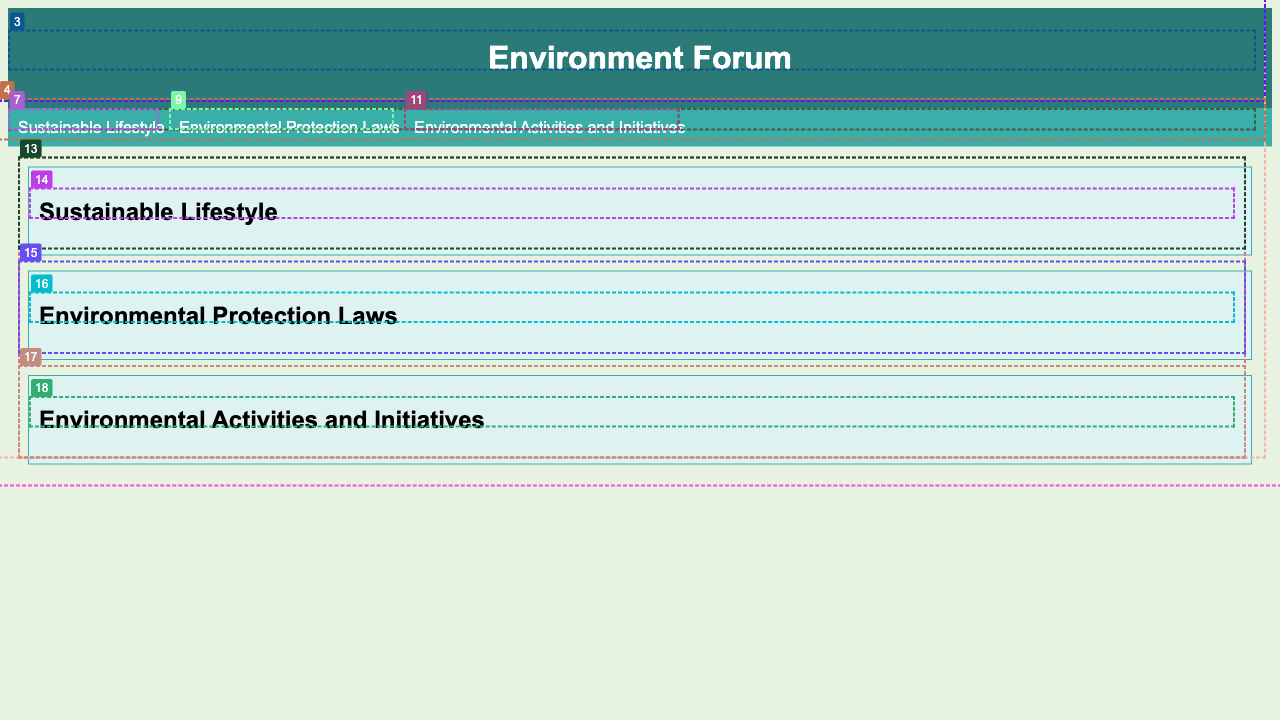 3
Environment Forum
4
7
9
11
Sustainable Lifestyle Environmental Protection Laws Environmental Activities and Initiatives
13
14
Sustainable Lifestyle
15
16
Environmental Protection Laws
17
18
Environmental Activities and Initiatives